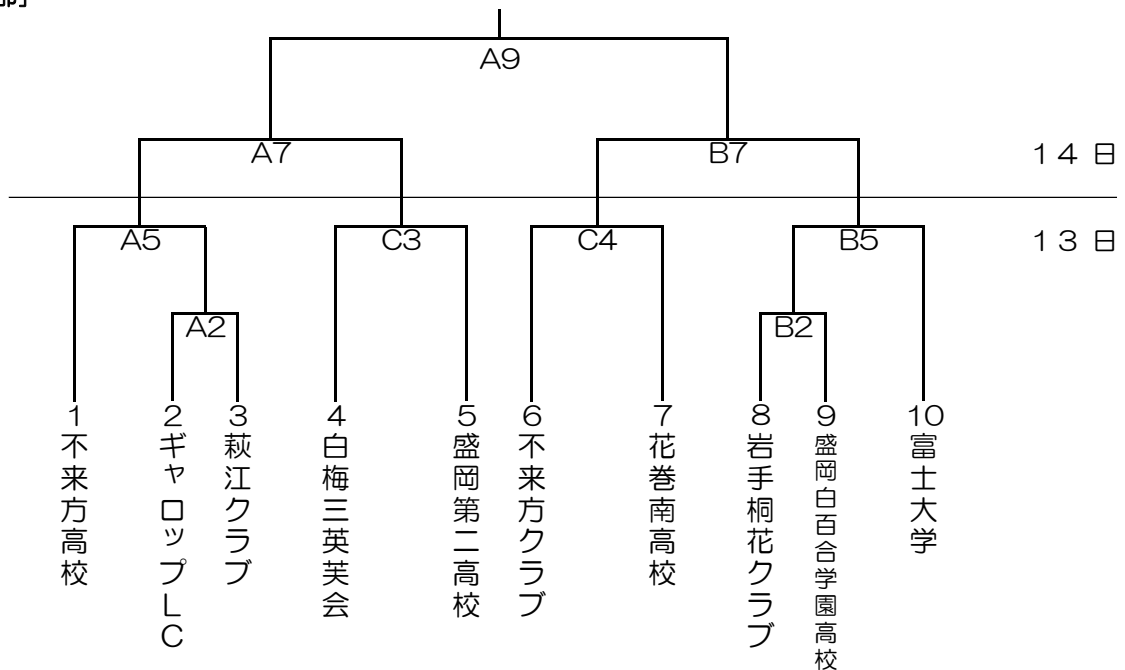 部］
A9
A7
B7
１４日
A5
C3
C4
B5
１３日
A2
B2
1
2
3
4
5
6
7
8
9
10
不来方高校
ギャロップLC
萩江クラブ
白梅三英芙会
盛岡第二高校
不来方クラブ
花巻南高校
岩手桐花クラブ
盛岡白百合学園高校
富士大学